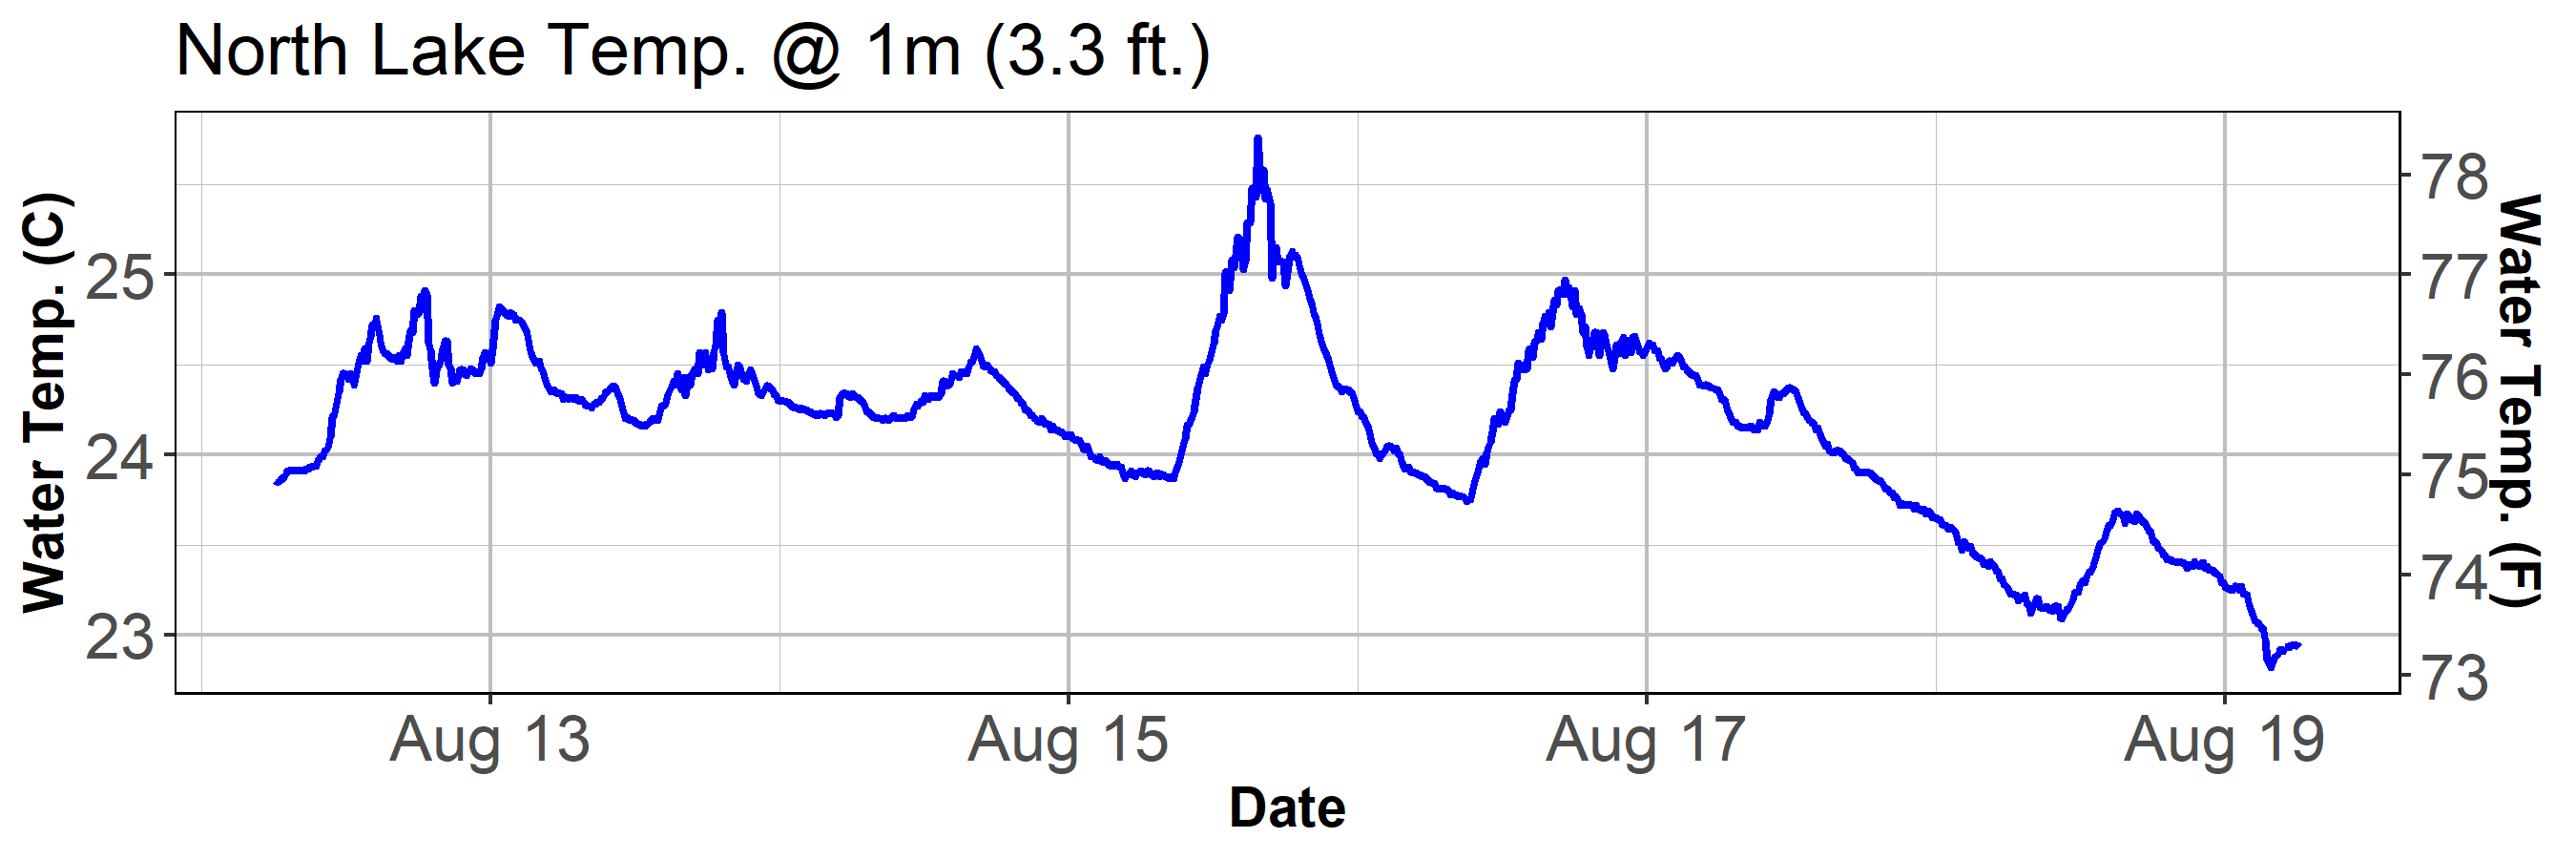 North Lake Temp. @ 1m (3.3 ft.)
Water Temp. (C)
25
24
23
78
77
76
75
74
73
Water Temp. (F)
Aug 13
Aug 15
Aug 17
Aug 19
Date